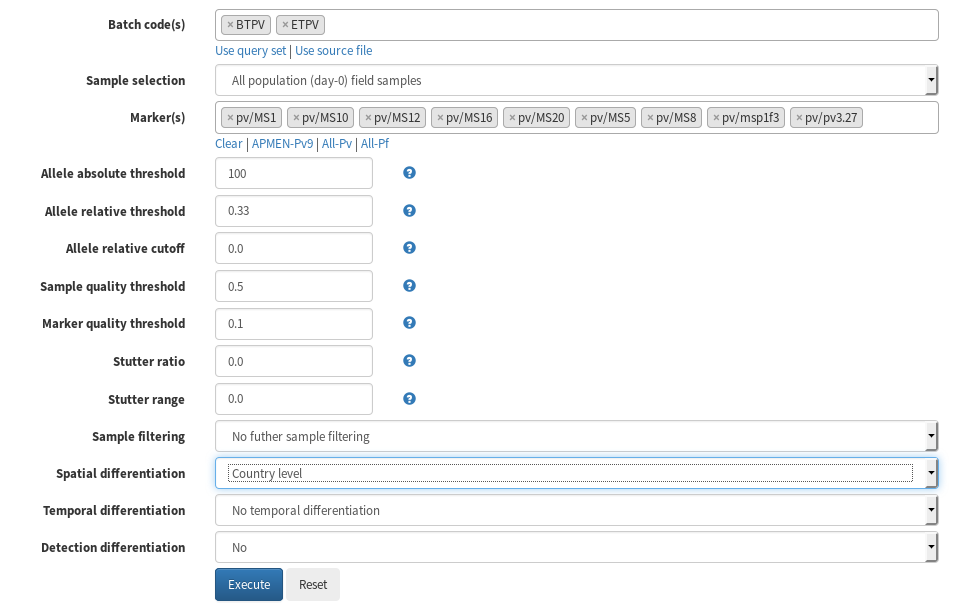 Batch code(s) × BTPV × ETPV
Use query set | Use source file
Sample selection All population (day-0) field samples
Marker(s) × pv/MS1 × pv/MS10 × pv/MS12 × pv/MS16 × pv/MS20 × pv/MS5 × pv/MS8 × pv/msp1f3 × pv/pv3.27
Clear | APMEN-Pv9 | All-Pv | All-Pf
Allele absolute threshold 100 ?
Allele relative threshold 0.33 ?
Allele relative cutoff 0.0 ?
Sample quality threshold 0.5 ?
Marker quality threshold 0.1 ?
Stutter ratio 0.0 ?
Stutter range 0.0 ?
Sample filtering No futher sample filtering
Spatial differentiation Country level
Temporal differentiation No temporal differentiation
Detection differentiation No
Execute Reset